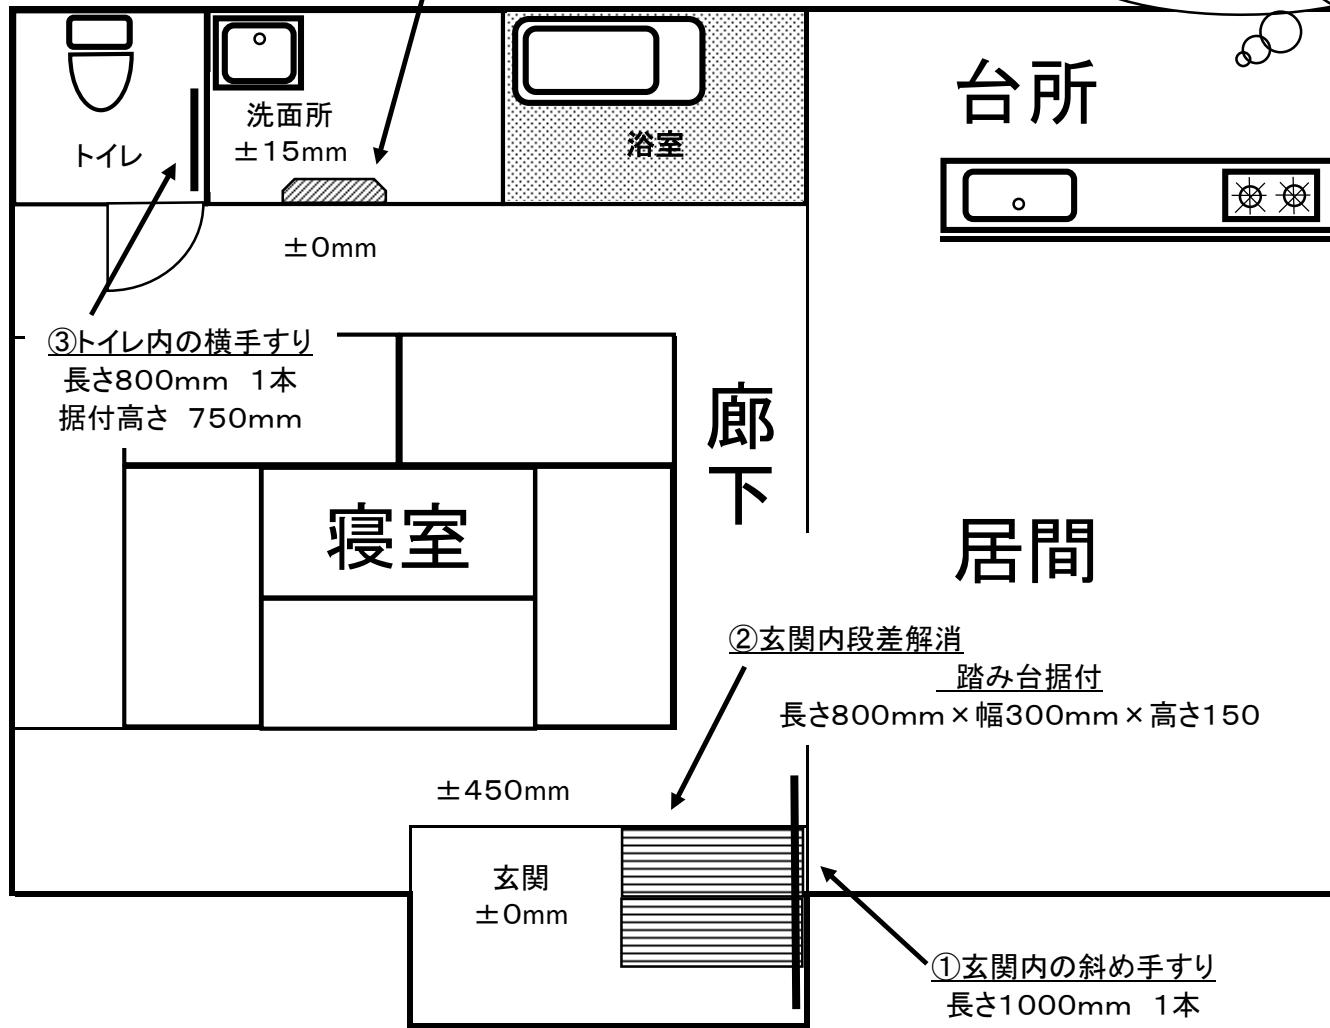 台所
洗面所
±15mm
浴室
トイレ
±0mm
③トイレ内の横手すり
長さ800mm 1本
据付高さ 750mm
廊
下
寝室
居間
②玄関内段差解消
踏み台据付
長さ800mm×幅300mm×高さ150
±450mm
玄関
±0mm
①玄関内の斜め手すり
長さ1000mm 1本